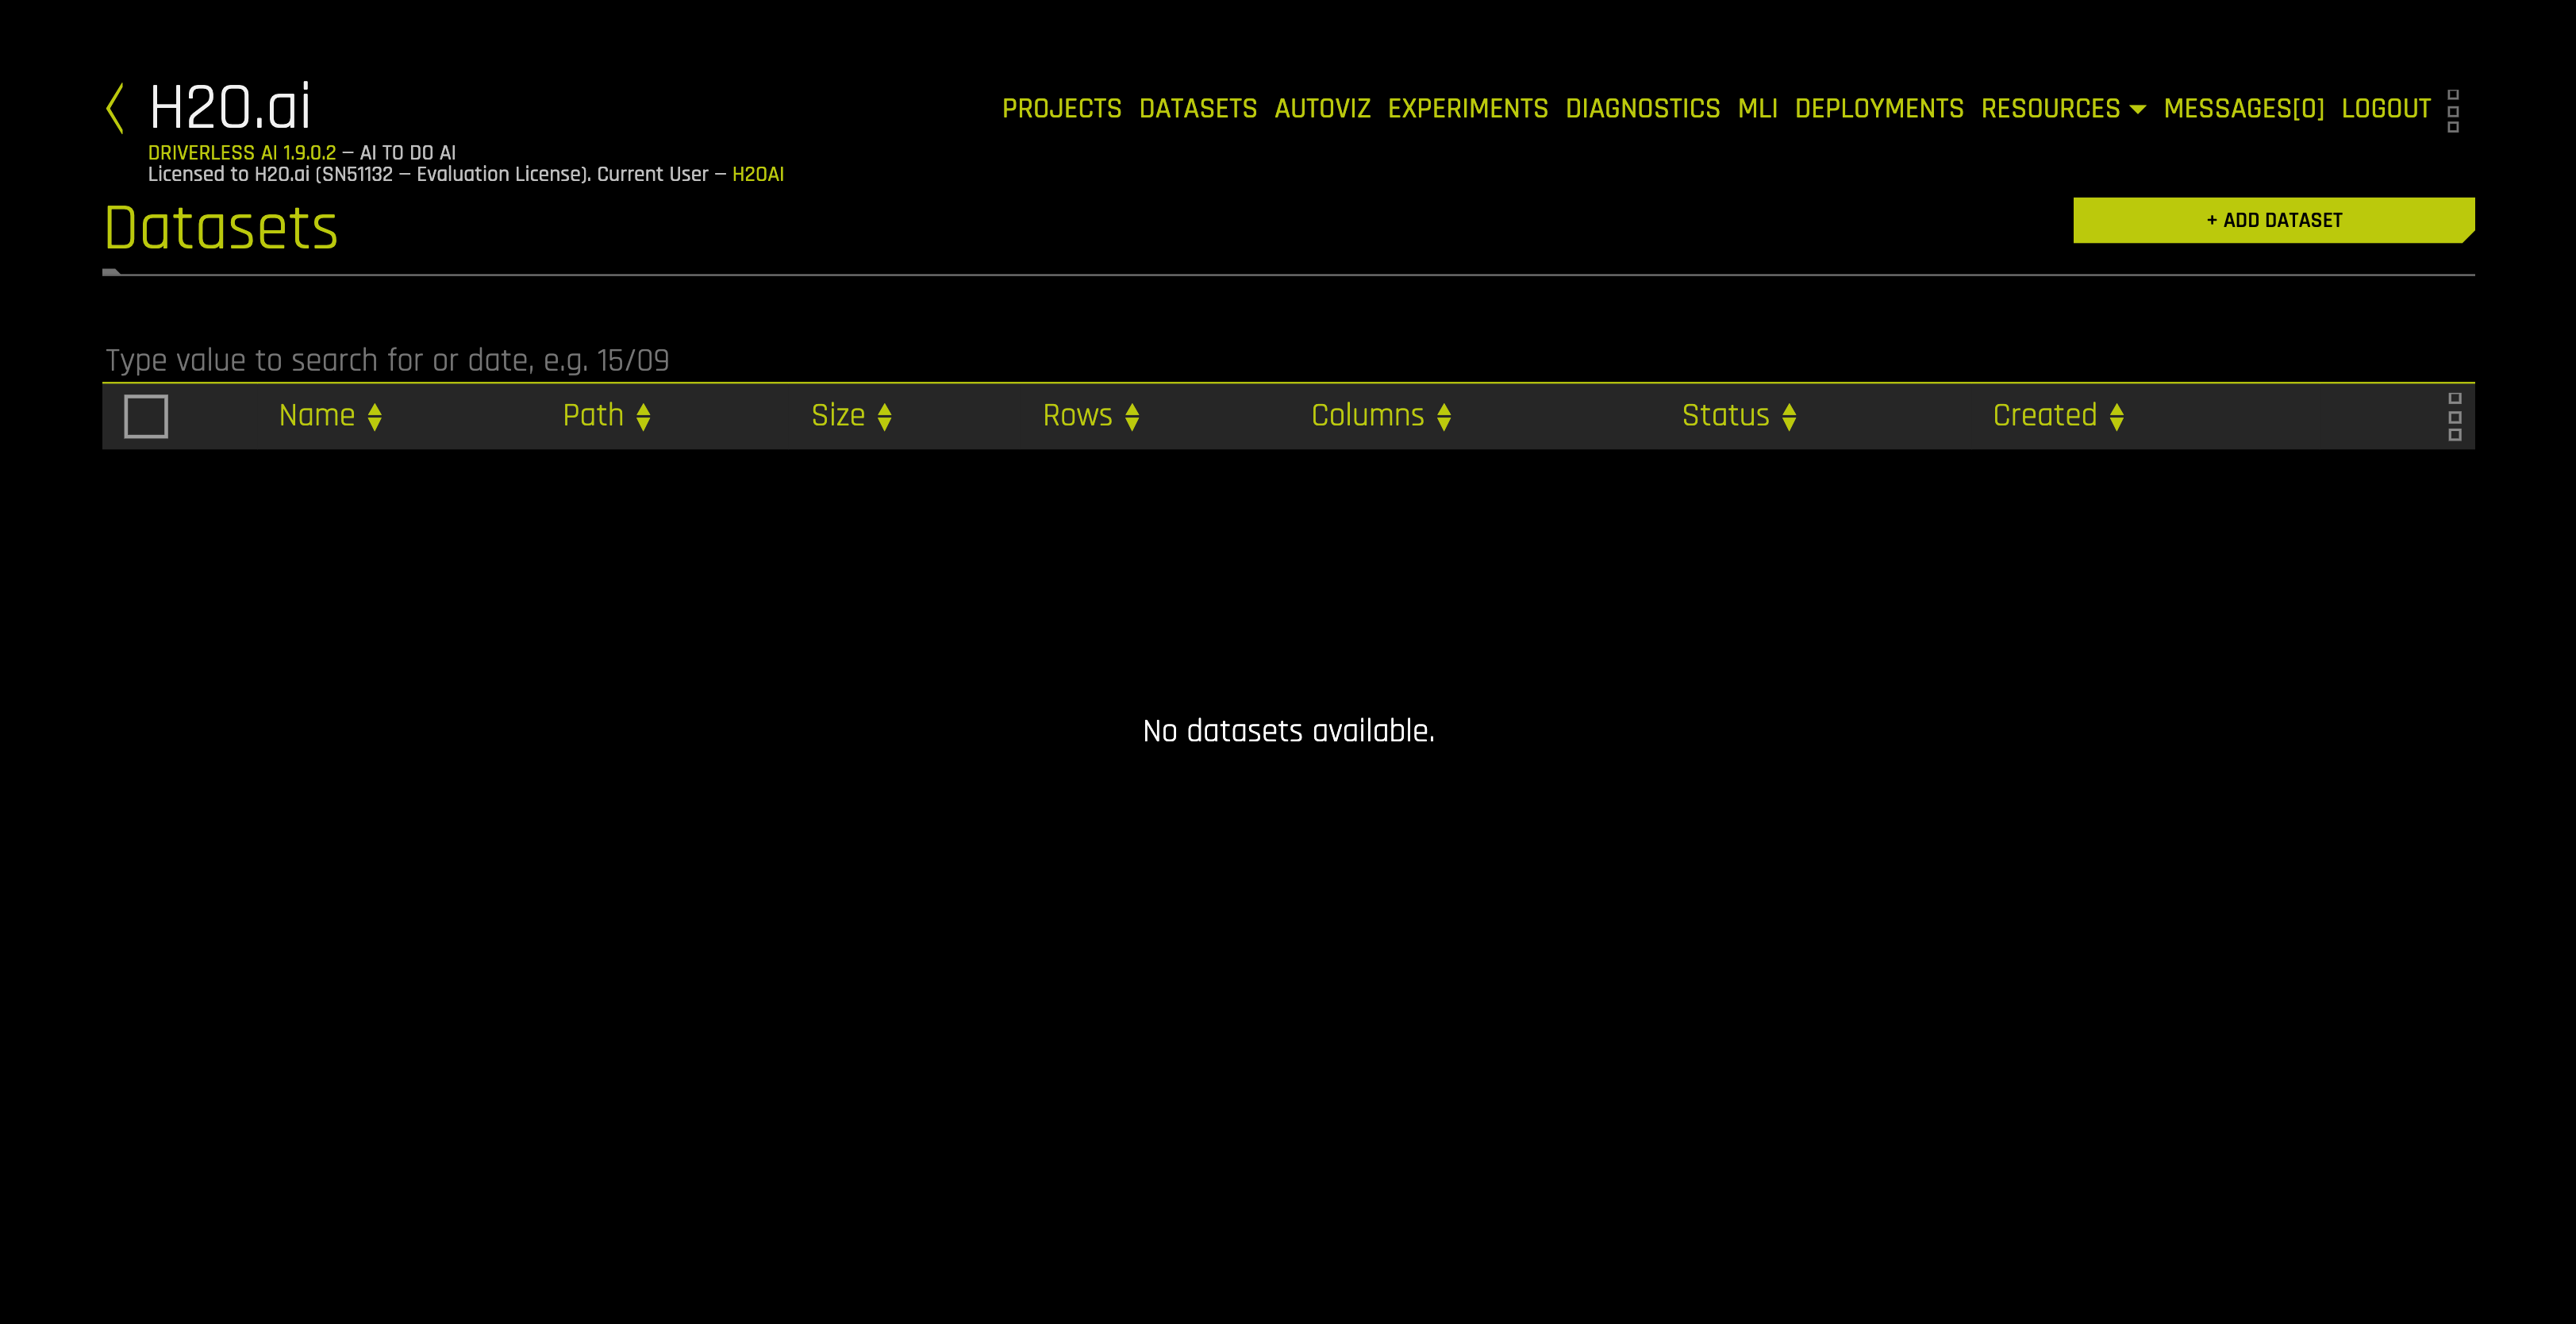 H2O.ai
PROJECTS DATASETS AUTOVIZ EXPERIMENTS DIAGNOSTICS MLI DEPLOYMENTS RESOURCES MESSAGES[0] LOGOUT
DRIVERLESS AI 1.9.0.2 – AI TO DO AI
Licensed to H2O.ai (SN51132 – Evaluation License). Current User – H2OAI
Datasets
+ ADD DATASET
Type value to search for or date, e.g. 15/09
Name Path Size Rows Columns Status Created
No datasets available.